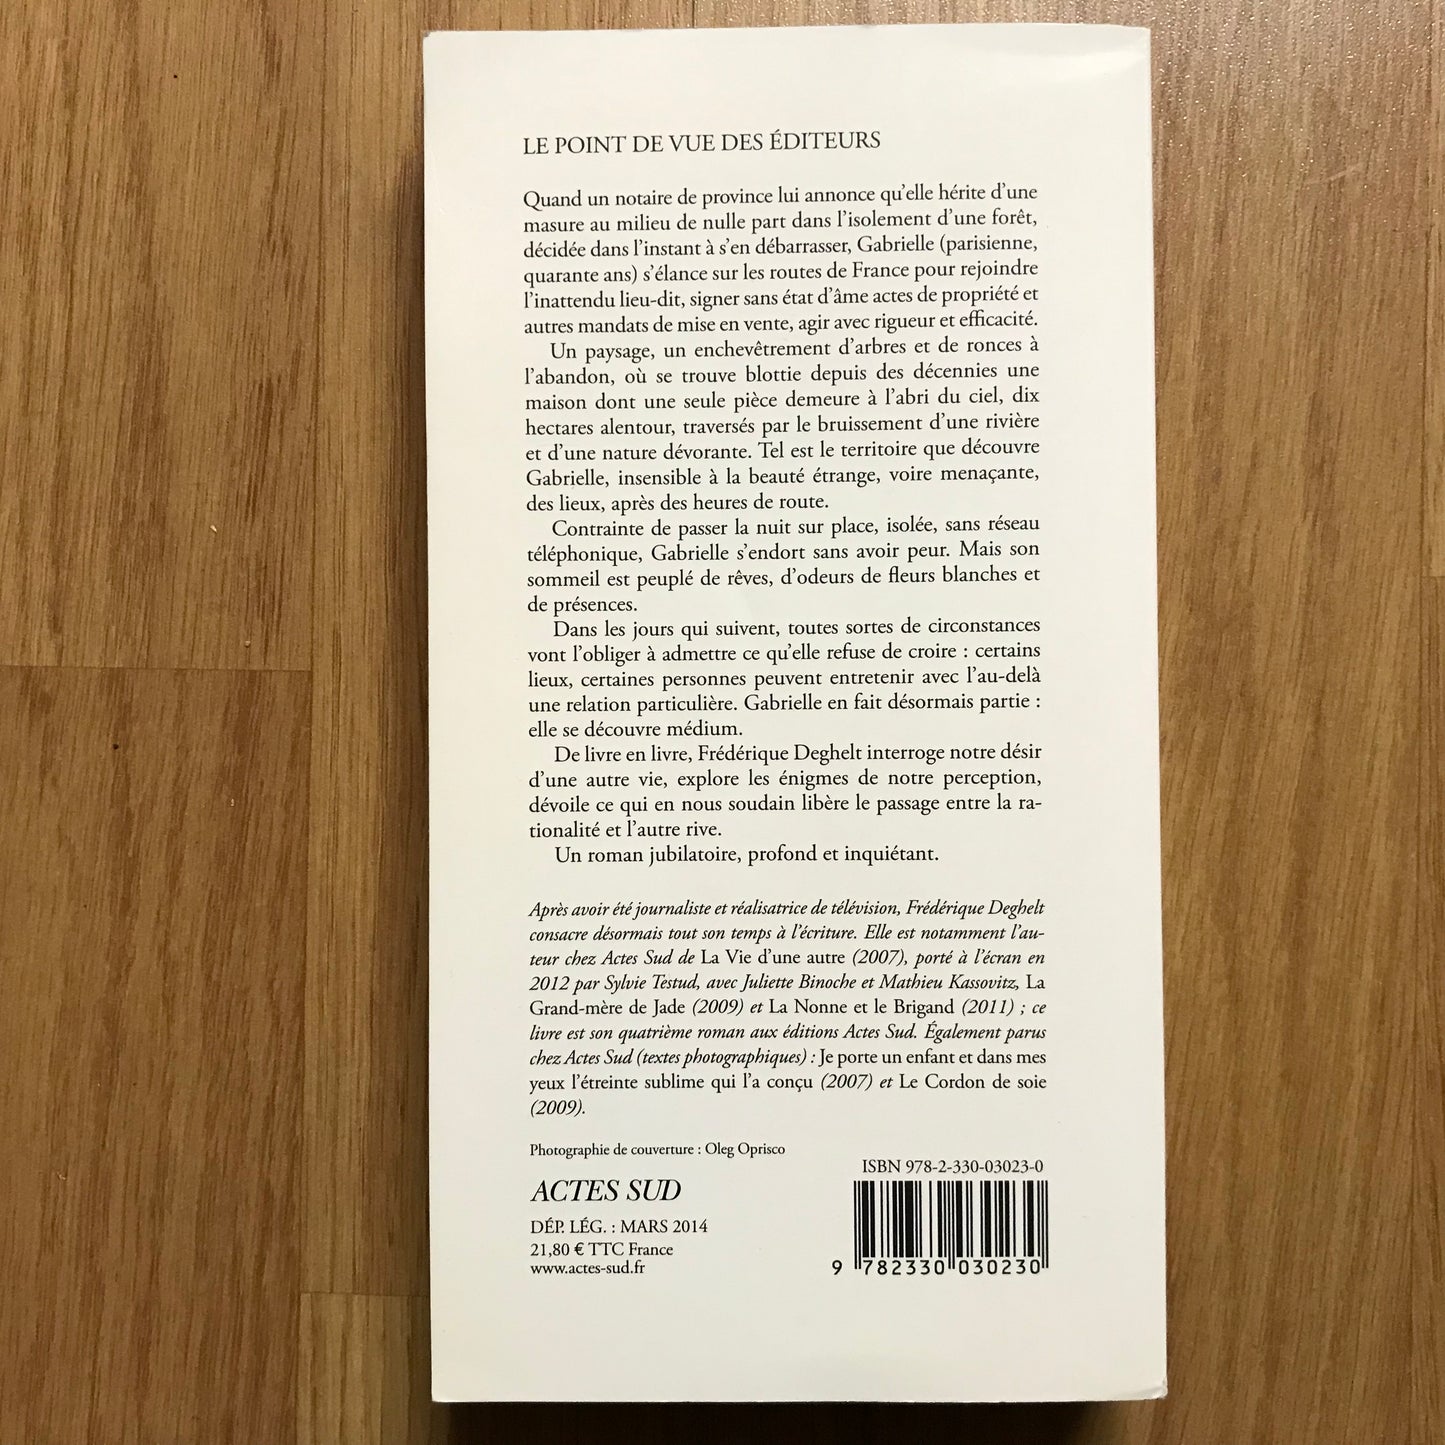 LE POINT DE VUE DES ÉDITEURS
Quand un notaire de province lui annonce qu'elle hérite d'une
masure au milieu de nulle part dans l'isolement d'une forêt,
décidée dans l'instant à s'en débarrasser, Gabrielle (parisienne,
quarante ans) s'élance sur les routes de France pour rejoindre
l'inattendu lieu-dit, signer sans état d'âme actes de propriété et
autres mandats de mise en vente, agir avec rigueur et efficacité.
Un paysage, un enchevêtrement d'arbres et de ronces à
l'abandon, où se trouve blottie depuis des décennies une
maison dont une seule pièce demeure à l'abri du ciel, dix
hectares alentour, traversés par le bruissement d'une rivière
et d'une nature dévorante. Tel est le territoire que découvre
Gabrielle, insensible à la beauté étrange, voire menaçante,
des lieux, après des heures de route.
Contrainte de passer la nuit sur place, isolée, sans réseau
téléphonique, Gabrielle s'endort sans avoir peur. Mais son
sommeil est peuplé de rêves, d'odeurs de fleurs blanches et
de présences.
Dans les jours qui suivent, toutes sortes de circonstances
vont l'obliger à admettre ce qu'elle refuse de croire : certains
lieux, certaines personnes peuvent entretenir avec l'au-delà
une relation particulière. Gabrielle en fait désormais partie :
elle se découvre médium.
De livre en livre, Frédérique Deghelt interroge notre désir
d'une autre vie, explore les énigmes de notre perception,
dévoile ce qui en nous soudain libère le passage entre la ra-
tionalité et l'autre rive.
Un roman jubilatoire, profond et inquiétant.
Après avoir été journaliste et réalisatrice de télévision, Frédérique Deghelt
consacre désormais tout son temps à l'écriture. Elle est notamment l'au-
teur chez Actes Sud de La Vie d'une autre (2007), porté à l'écran en
2012 par Sylvie Testud, avec Juliette Binoche et Mathieu Kassovitz, La
Grand-mère de Jade (2009) et La Nonne et le Brigand (2011) ; ce
livre est son quatrième roman aux éditions Actes Sud. Également parus
chez Actes Sud (textes photographiques) : Je porte un enfant et dans mes
yeux l'étreinte sublime qui l'a conçu (2007) et Le Cordon de soie
(2009).
Photographie de couverture : Oleg Oprisco
ACTES SUD
DÉP. LÉG. : MARS 2014
21,80 € TTC France
www.actes-sud.fr
ISBN 978-2-330-03023-0
9 782330 030230